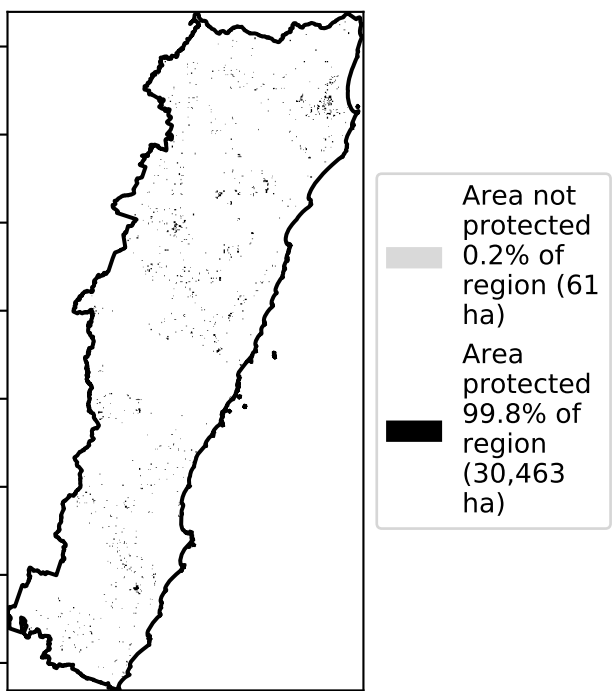 Area not
protected
0.2% of
region (61
ha)
Area
protected
99.8% of
region
(30,463
ha)